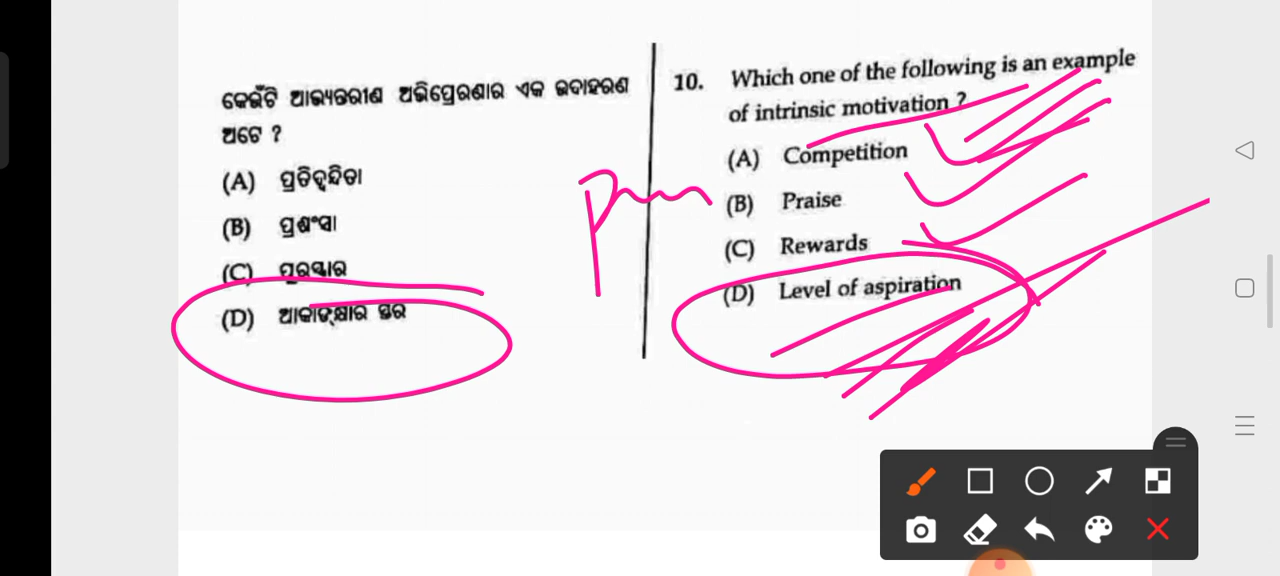 କେଉଁଟି ଆଭ୍ୟନ୍ତରୀଣ ଅଭିପ୍ରେରଣାର ଏକ ଉଦାହରଣ
ଅଟେ ?
(A) ପ୍ରତିଦ୍ୱନ୍ଦିତା
(B) ପ୍ରଶଂସା
(C) ପୁରସ୍କାର
(D) ଆକାଙ୍କ୍ଷାର ସ୍ତର
10. Which one of the following is an example
of intrinsic motivation ?
(A) Competition
(B) Praise
(C) Rewards
(D) Level of aspiration